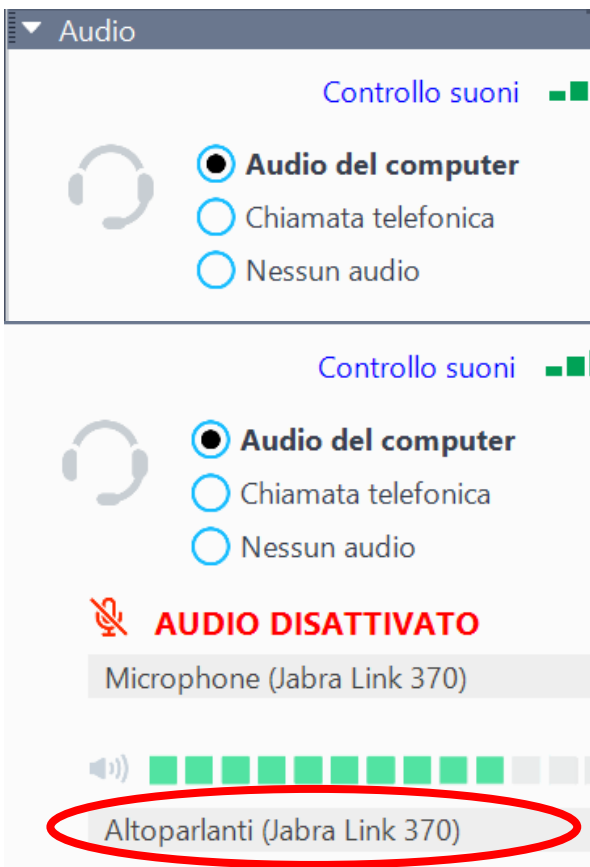 Audio
Controllo suoni
Audio del computer
Chiamata telefonica
Nessun audio
Controllo suoni
Audio del computer
Chiamata telefonica
Nessun audio
AUDIO DISATTIVATO
Microphone (Jabra Link 370)
Altoparlanti (Jabra Link 370)